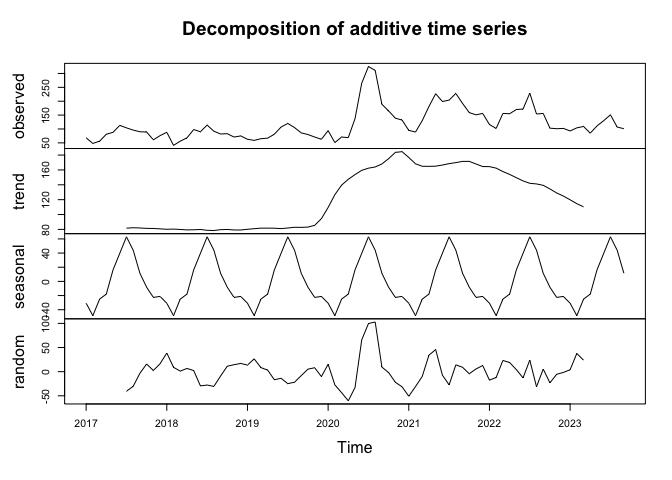 Decomposition of additive time series
observed
50 150 250
trend
80 120 160
seasonal
-40 0 40
random
-50 0 50 100
2017 2018 2019 2020 2021 2022 2023
Time